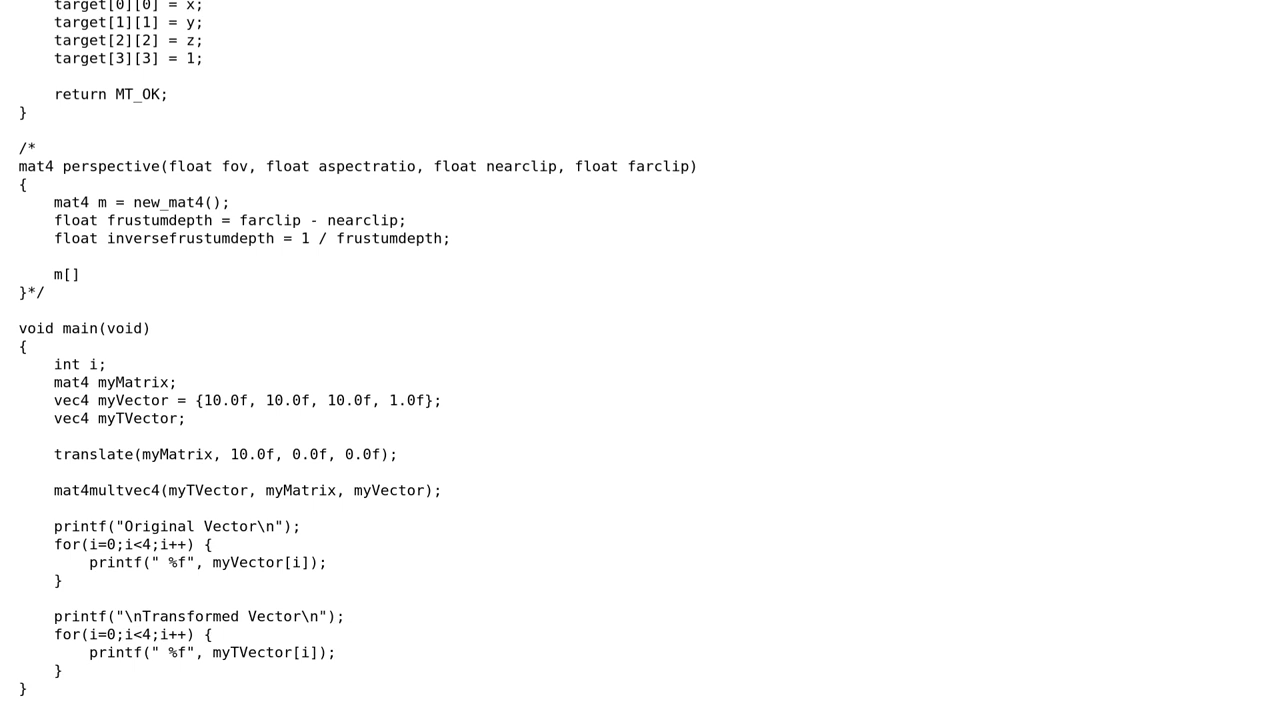 target[0][0] = x;
    target[1][1] = y;
    target[2][2] = z;
    target[3][3] = 1;

    return MT_OK;
}

/*
mat4 perspective(float fov, float aspectratio, float nearclip, float farclip)
{
    mat4 m = new_mat4();
    float frustumdepth = farclip - nearclip;
    float inversefrustumdepth = 1 / frustumdepth;

    m[]
}*/

void main(void)
{
    int i;
    mat4 myMatrix;
    vec4 myVector = {10.0f, 10.0f, 10.0f, 1.0f};
    vec4 myTVector;

    translate(myMatrix, 10.0f, 0.0f, 0.0f);

    mat4multvec4(myTVector, myMatrix, myVector);

    printf("Original Vector\n");
    for(i=0;i<4;i++) {
        printf(" %f", myVector[i]);
    }

    printf("\nTransformed Vector\n");
    for(i=0;i<4;i++) {
        printf(" %f", myTVector[i]);
    }
}